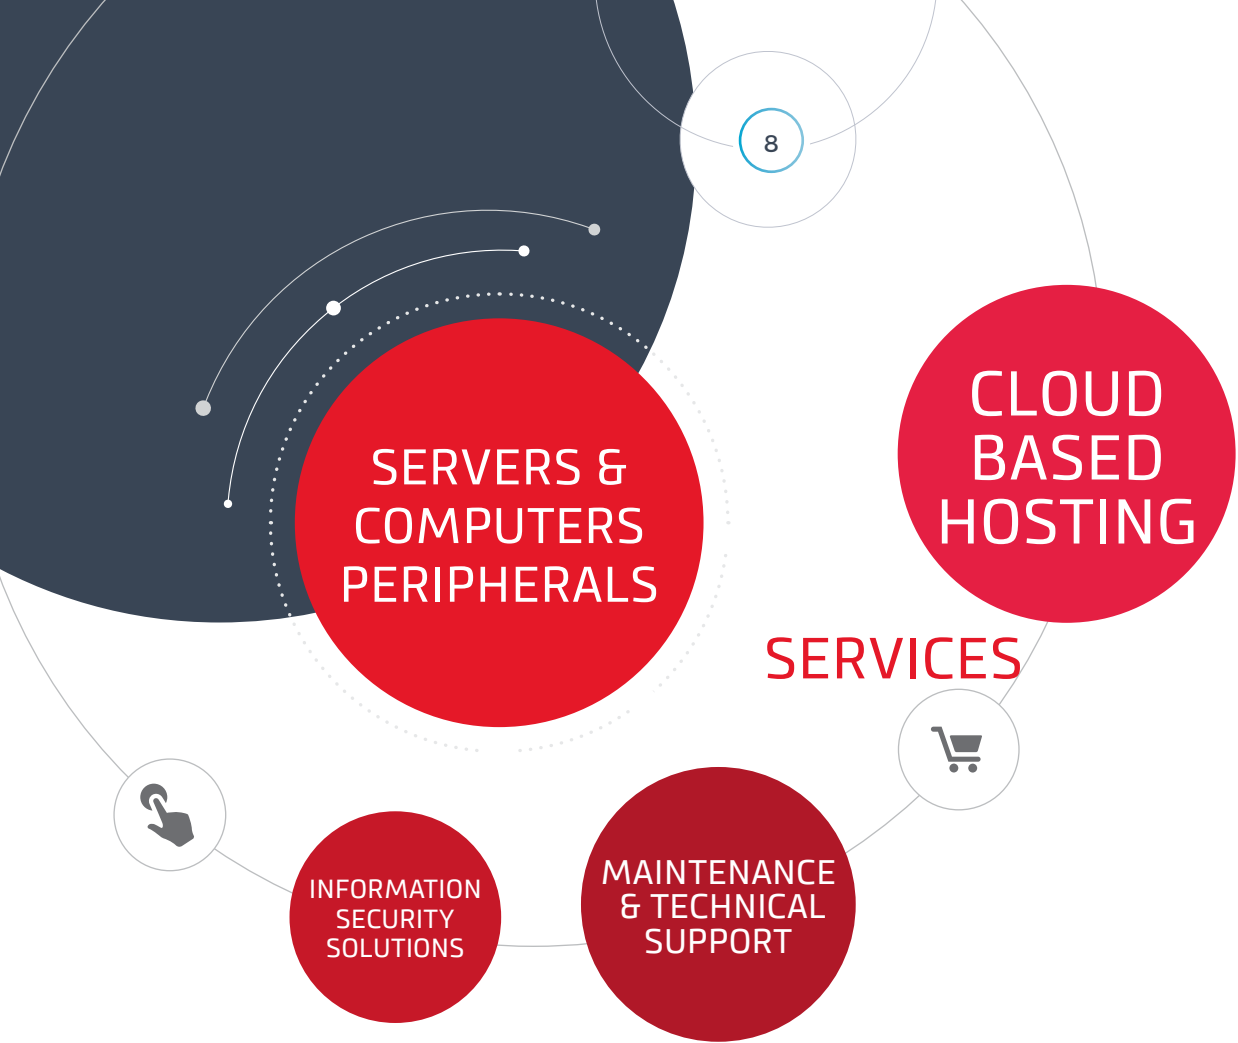 8
SERVERS &
COMPUTERS
PERIPHERALS
CLOUD
BASED
HOSTING
SERVICES
INFORMATION
SECURITY
SOLUTIONS
MAINTENANCE
& TECHNICAL
SUPPORT